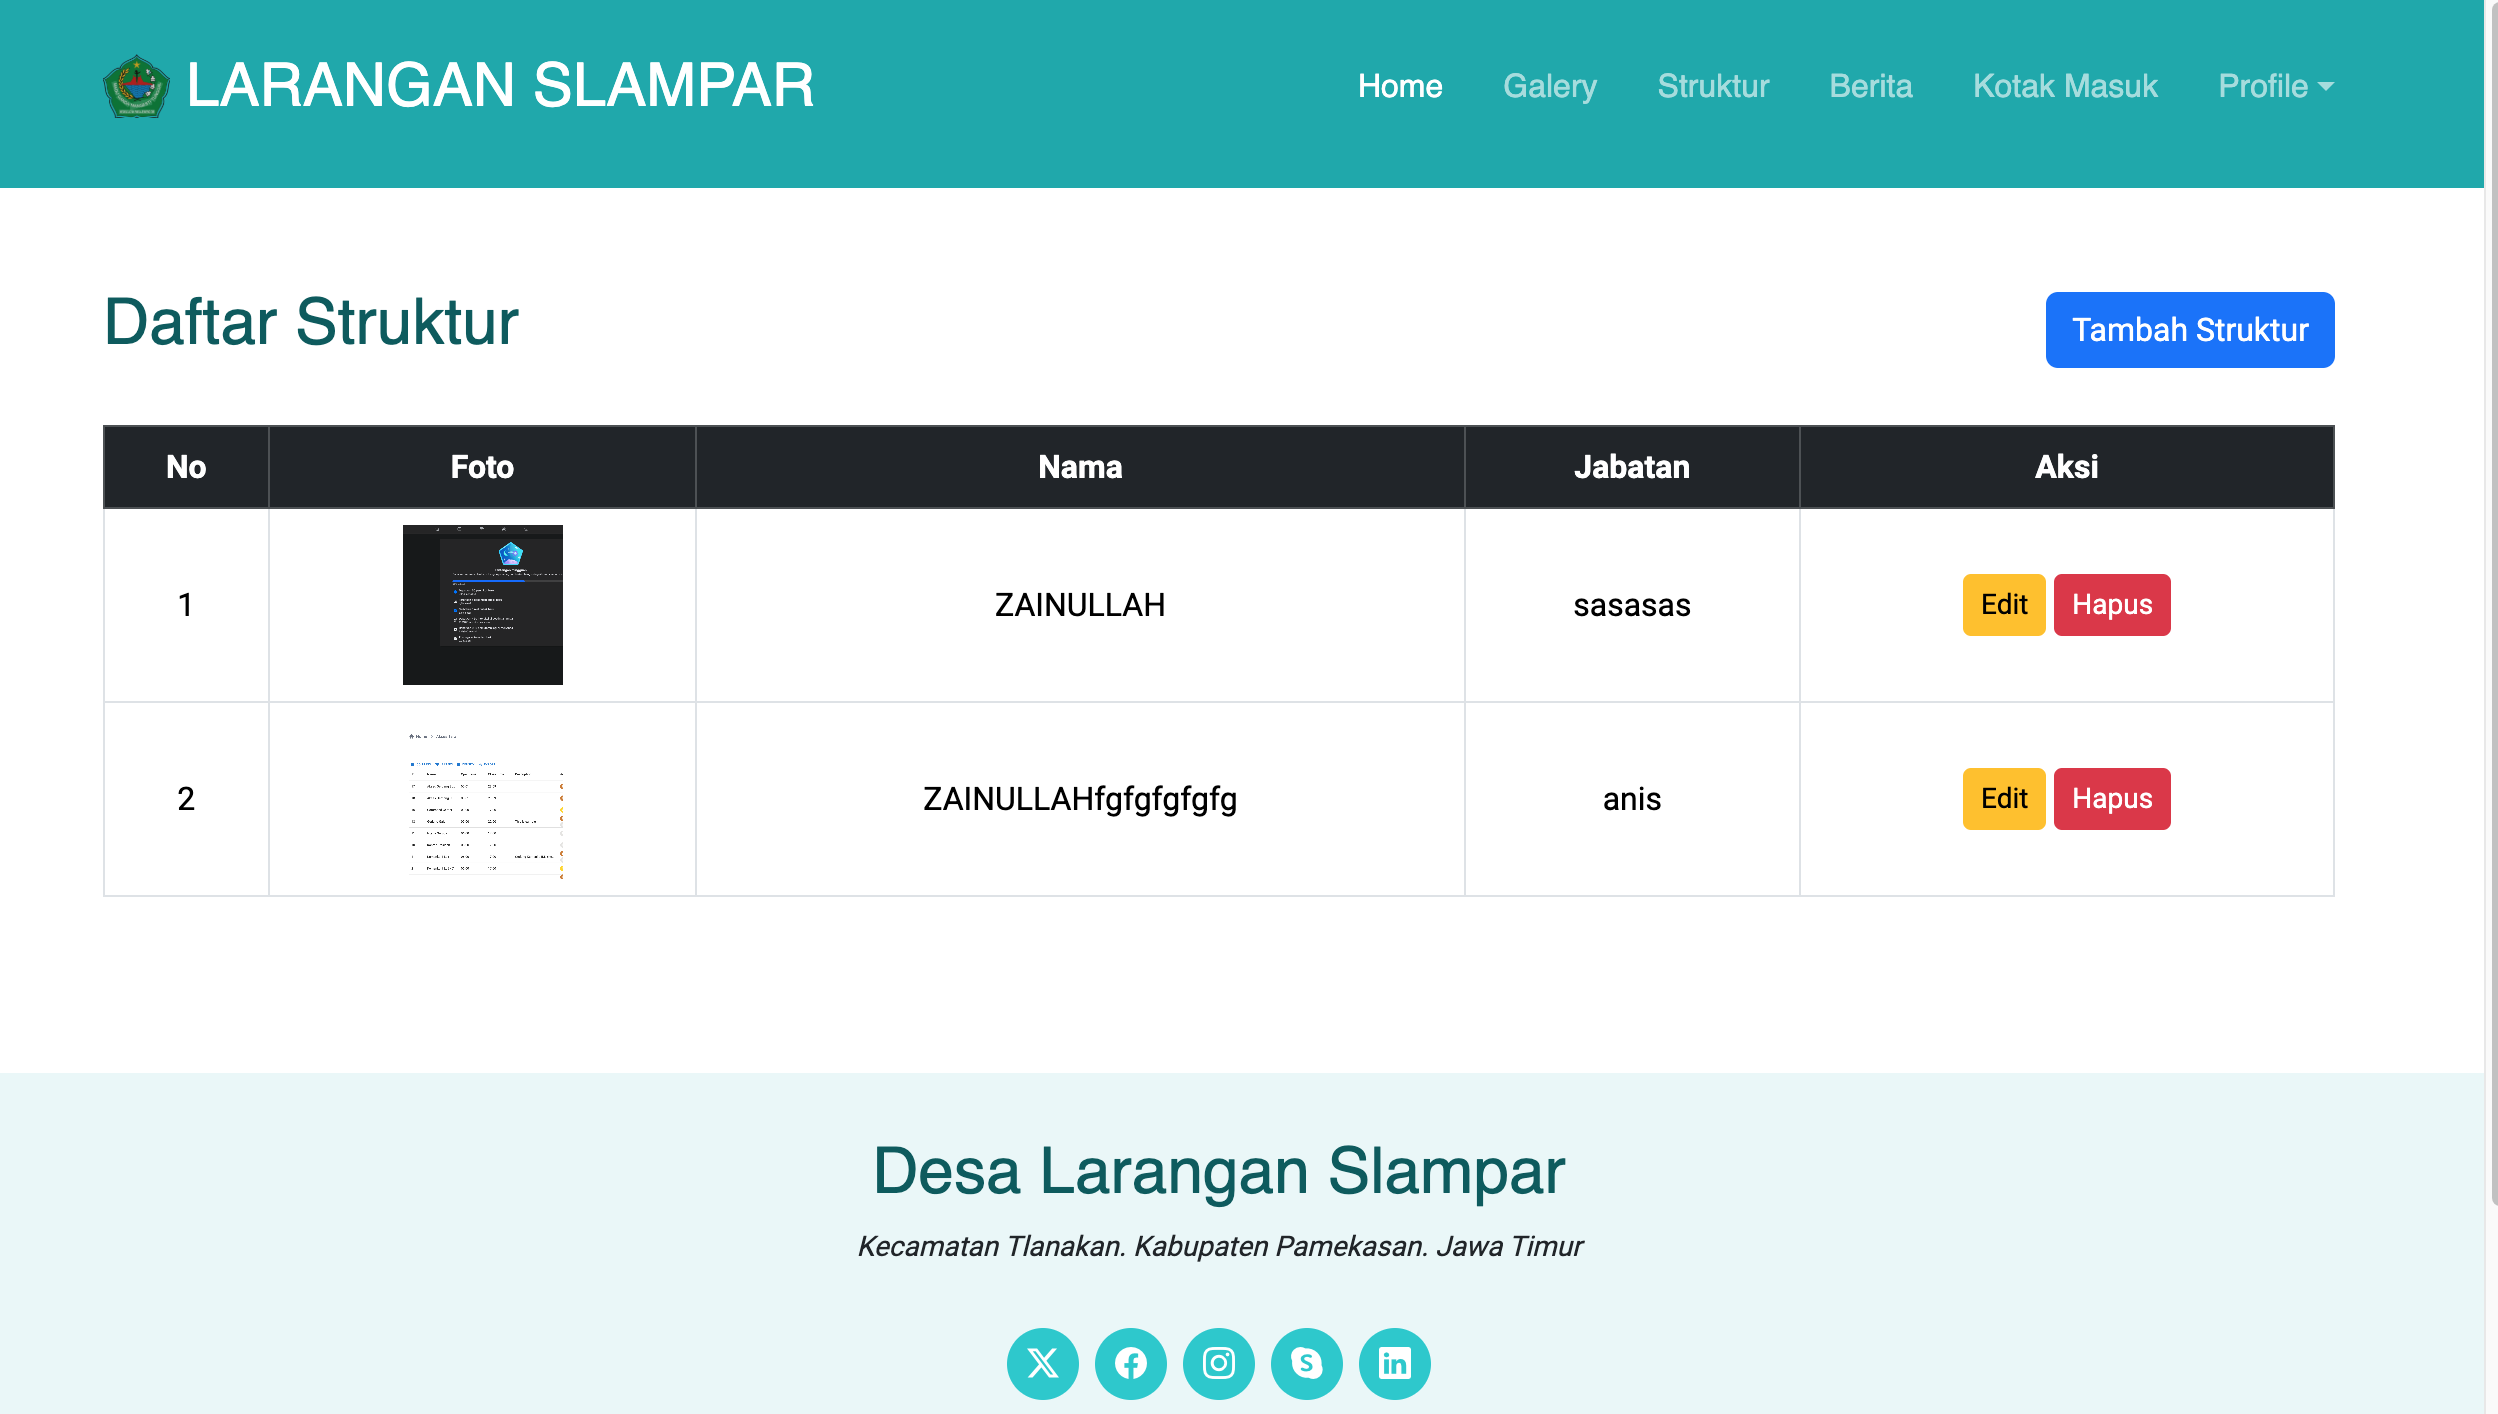 LARANGAN SLAMPAR
Home Galery Struktur Berita Kotak Masuk Profile
Daftar Struktur
Tambah Struktur
No Foto Nama Jabatan Aksi
1 ZAINULLAH sasasas Edit Hapus
2 ZAINULLAHfgfgfgfgfg anis Edit Hapus
Desa Larangan Slampar
Kecamatan Tlanakan. Kabupaten Pamekasan. Jawa Timur